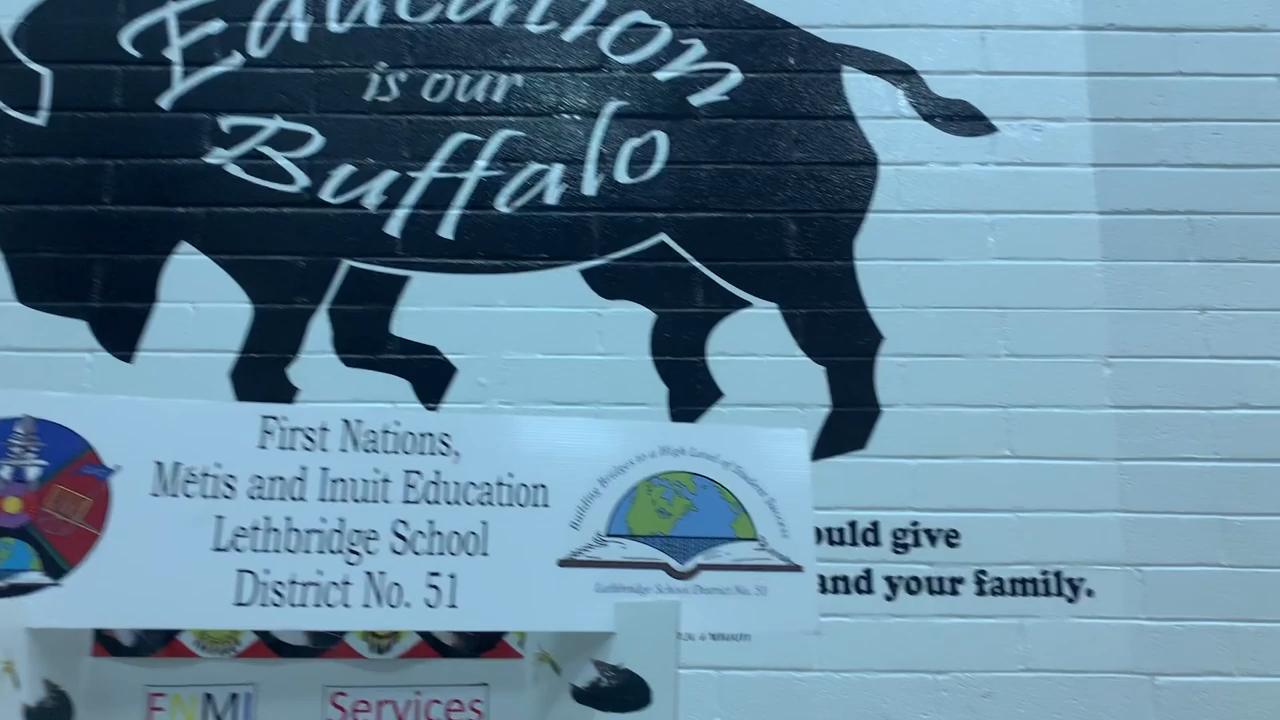 Education
is our
Buffalo
First Nations,
Métis and Inuit Education
Lethbridge School
District No. 51
Building Bridges to a High Level of Student Success
Lethbridge School District No. 51
ould give
and your family.
FNMI
Services